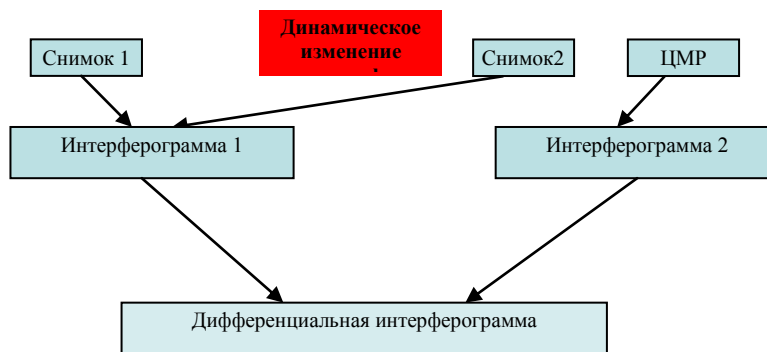 Динамическое
изменение
Снимок 1
Снимок2
ЦМР
Интерферограмма 1
Интерферограмма 2
Дифференциальная интерферограмма